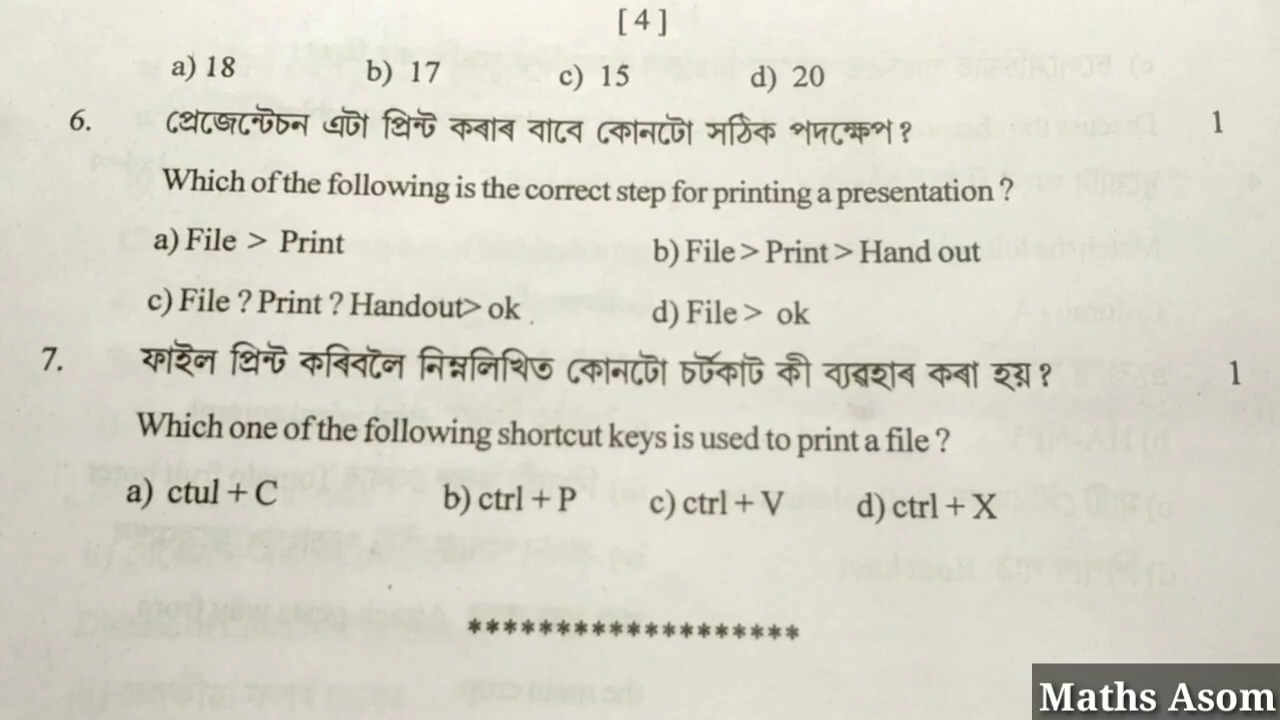 [ 4 ]
a) 18 b) 17 c) 15 d) 20
6. প্ৰেজেন্টেচন এটা প্ৰিন্ট কৰাৰ বাবে কোনটো সঠিক পদক্ষেপ ? 1
Which of the following is the correct step for printing a presentation ?
a) File > Print b) File > Print > Hand out
c) File ? Print ? Handout> ok d) File > ok
7. ফাইল প্ৰিন্ট কৰিবলৈ নিম্নলিখিত কোনটো চৰ্টকাট কী ব্যৱহাৰ কৰা হয় ? 1
Which one of the following shortcut keys is used to print a file ?
a) ctul + C b) ctrl + P c) ctrl + V d) ctrl + X
*******************
Maths Asom